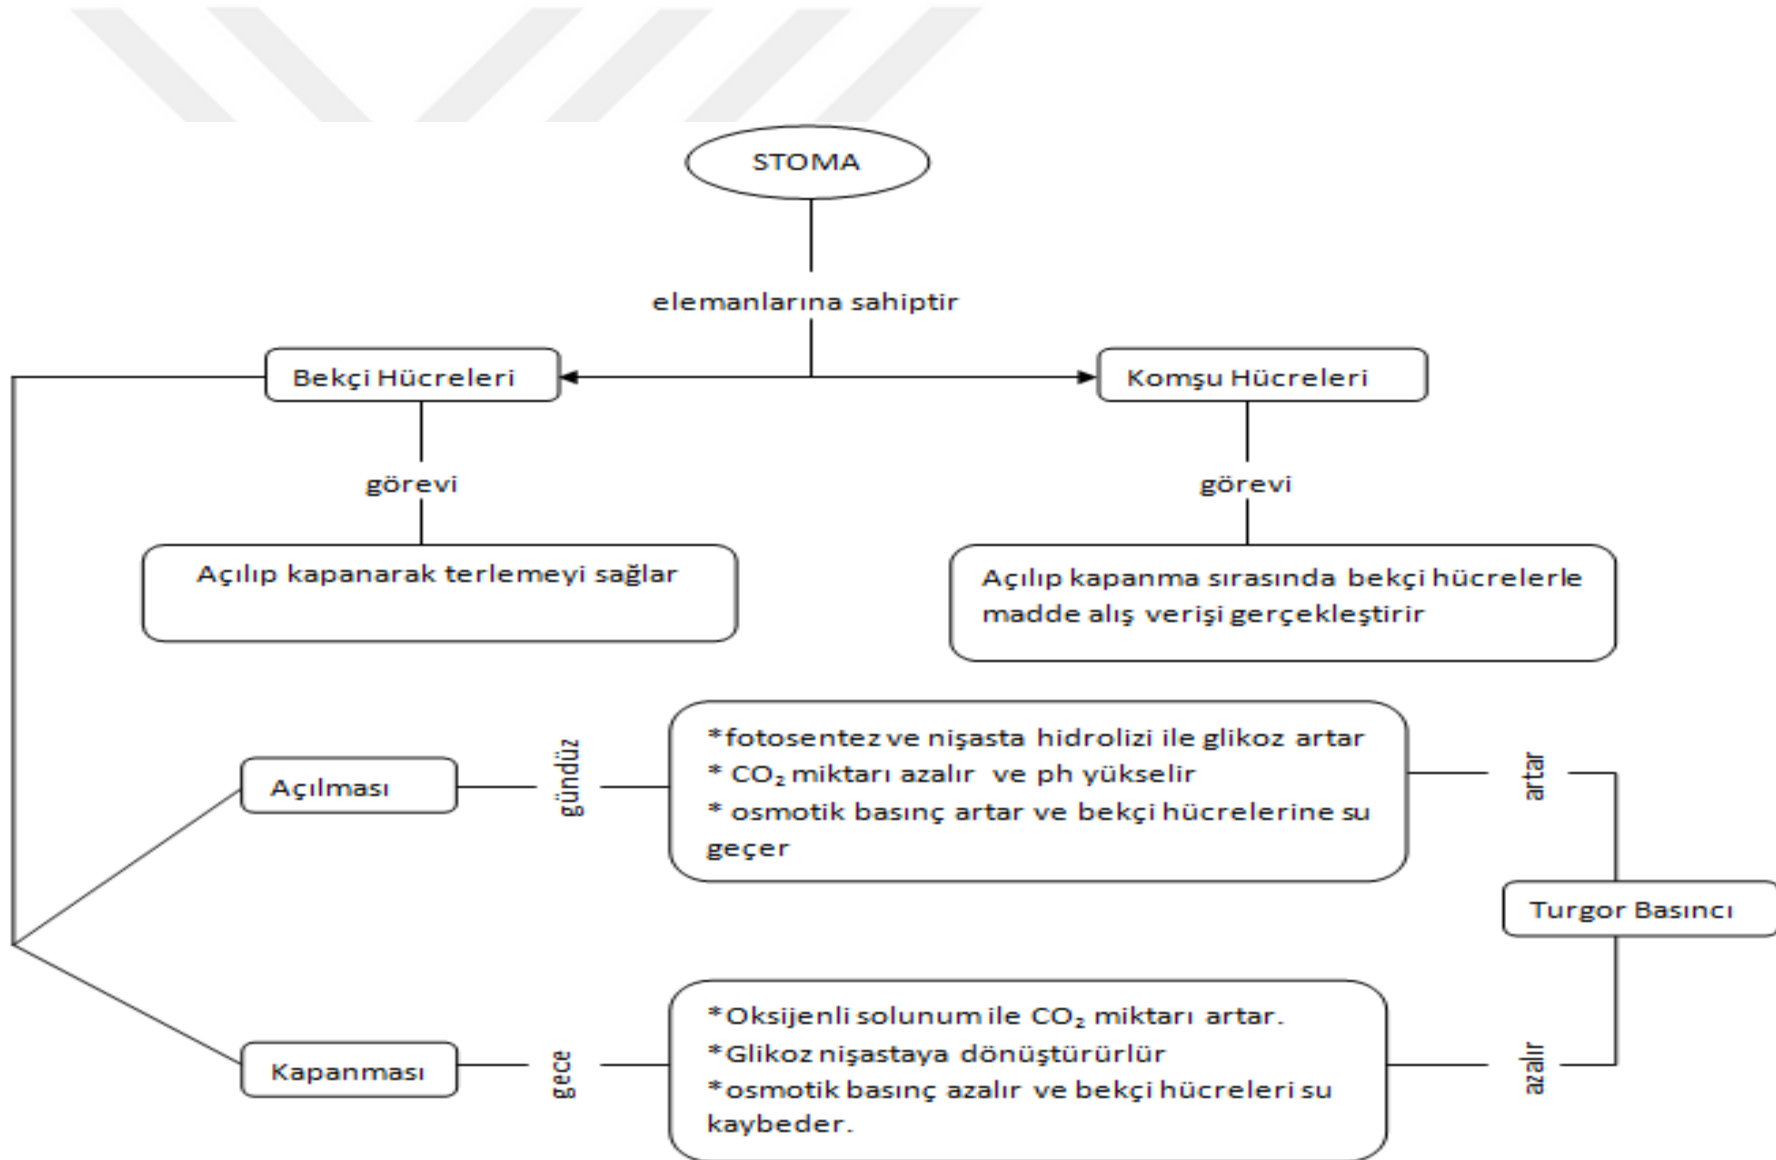 STOMA
elemanlarına sahiptir
Bekçi Hücreleri
Komşu Hücreleri
görevi
görevi
Açılıp kapanarak terlemeyi sağlar
Açılıp kapanma sırasında bekçi hücrelerle
madde alış verişi gerçekleştirir
Açılması
gündüz
*fotosentez ve nişasta hidrolizi ile glikoz artar
* CO₂ miktarı azalır ve ph yükselir
* osmotik basınç artar ve bekçi hücrelerine su
geçer
artar
Turgor Basıncı
Kapanması
gece
*Oksijenli solunum ile CO₂ miktarı artar.
*Glikoz nişastaya dönüştürürlür
*osmotik basınç azalır ve bekçi hücreleri su
kaybeder.
azalır